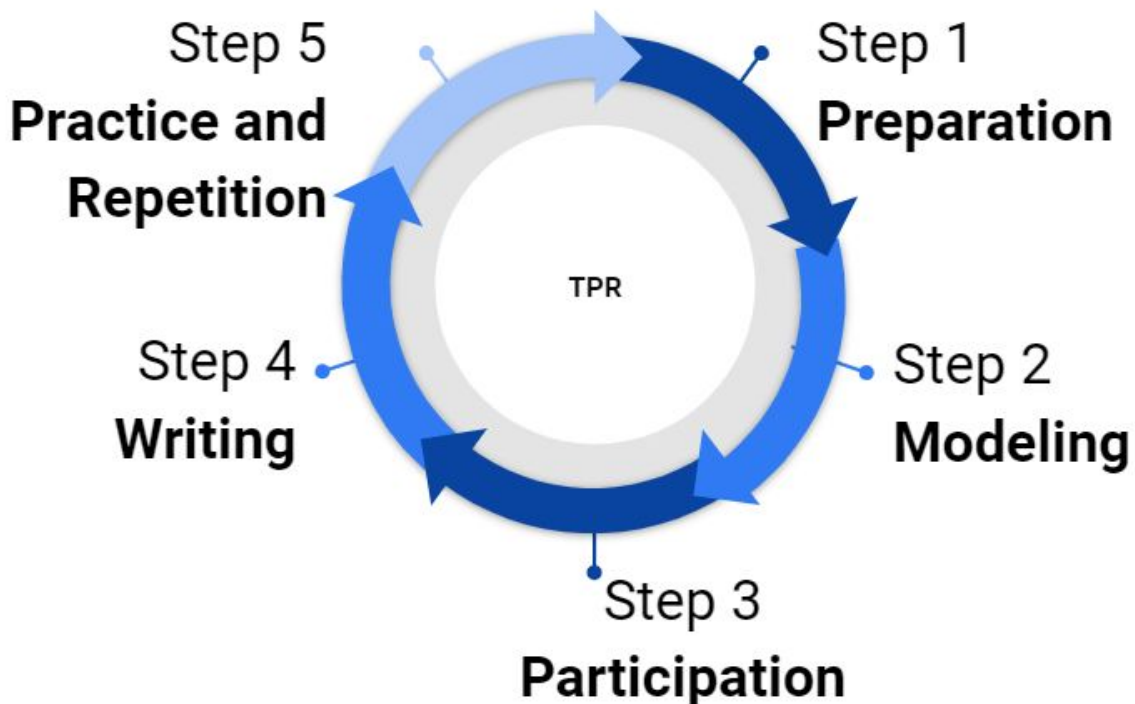 Step 1
Preparation
Step 2
Modeling
Step 3
Participation
Step 4
Writing
Step 5
Practice and
Repetition
TPR